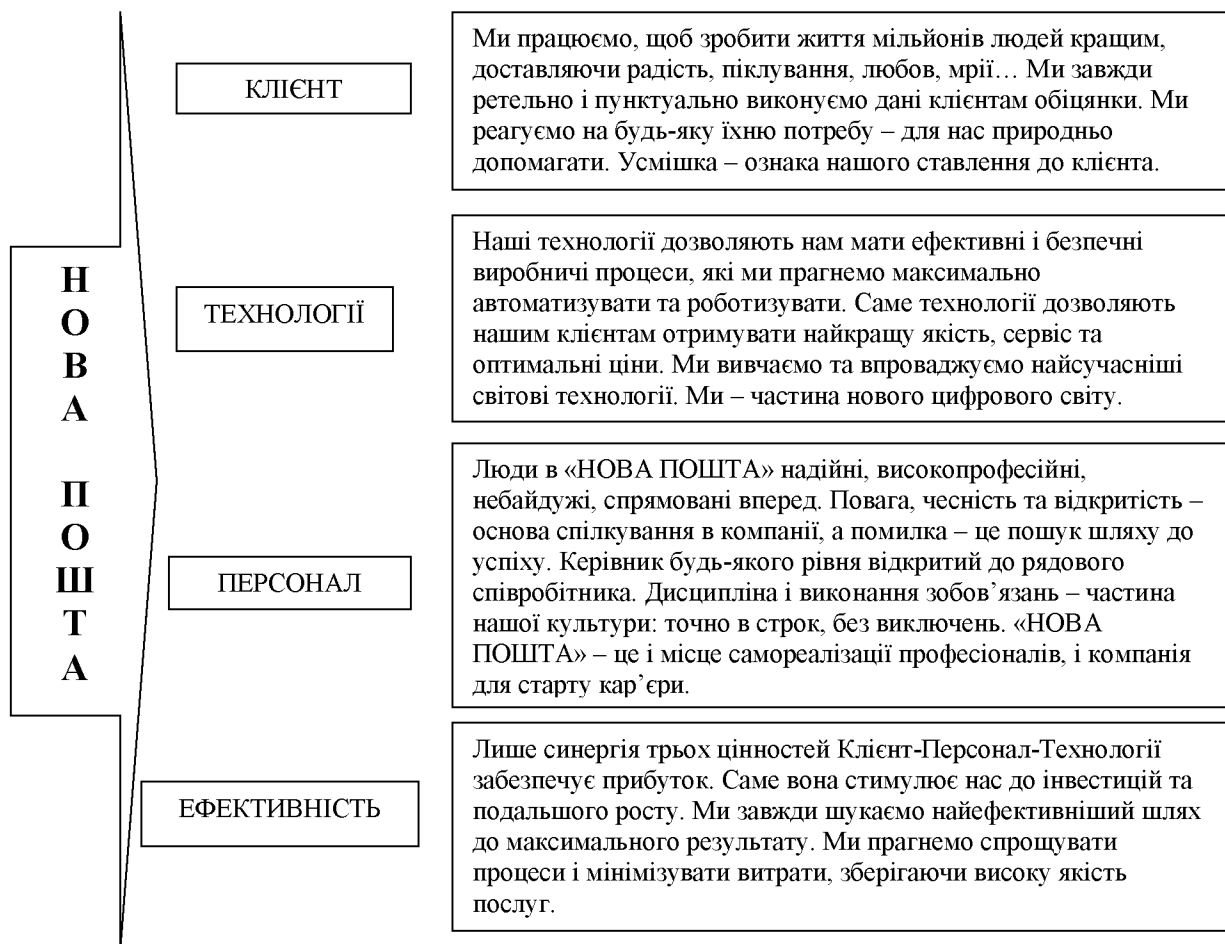 НОВА ПОШТА
КЛІЄНТ
Ми працюємо, щоб зробити життя мільйонів людей кращим,
доставляючи радість, піклування, любов, мрії… Ми завжди
ретельно і пунктуально виконуємо дані клієнтам обіцянки. Ми
реагуємо на будь-яку їхню потребу – для нас природньо
допомагати. Усмішка – ознака нашого ставлення до клієнта.
ТЕХНОЛОГІЇ
Наші технології дозволяють нам мати ефективні і безпечні
виробничі процеси, які ми прагнемо максимально
автоматизувати та роботизувати. Саме технології дозволяють
нашим клієнтам отримувати найкращу якість, сервіс та
оптимальні ціни. Ми вивчаємо та впроваджуємо найсучасніші
світові технології. Ми – частина нового цифрового світу.
ПЕРСОНАЛ
Люди в «НОВА ПОШТА» надійні, високопрофесійні,
небайдужі, спрямовані вперед. Повага, чесність та відкритість –
основа спілкування в компанії, а помилка – це пошук шляху до
успіху. Керівник будь-якого рівня відкритий до рядового
співробітника. Дисципліна і виконання зобов’язань – частина
нашої культури: точно в строк, без виключень. «НОВА
ПОШТА» – це і місце самореалізації професіоналів, і компанія
для старту кар’єри.
ЕФЕКТИВНІСТЬ
Лише синергія трьох цінностей Клієнт-Персонал-Технології
забезпечує прибуток. Саме вона стимулює нас до інвестицій та
подальшого росту. Ми завжди шукаємо найефективніший шлях
до максимального результату. Ми прагнемо спрощувати
процеси і мінімізувати витрати, зберігаючи високу якість
послуг.